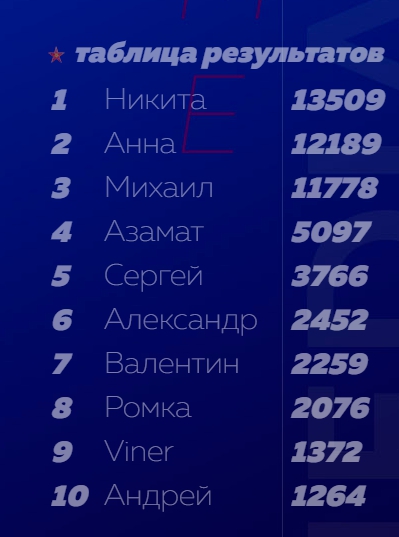 таблица результатов
1 Никита 13509
2 Анна 12189
3 Михаил 11778
4 Азамат 5097
5 Сергей 3766
6 Александр 2452
7 Валентин 2259
8 Ромка 2076
9 Viner 1372
10 Андрей 1264